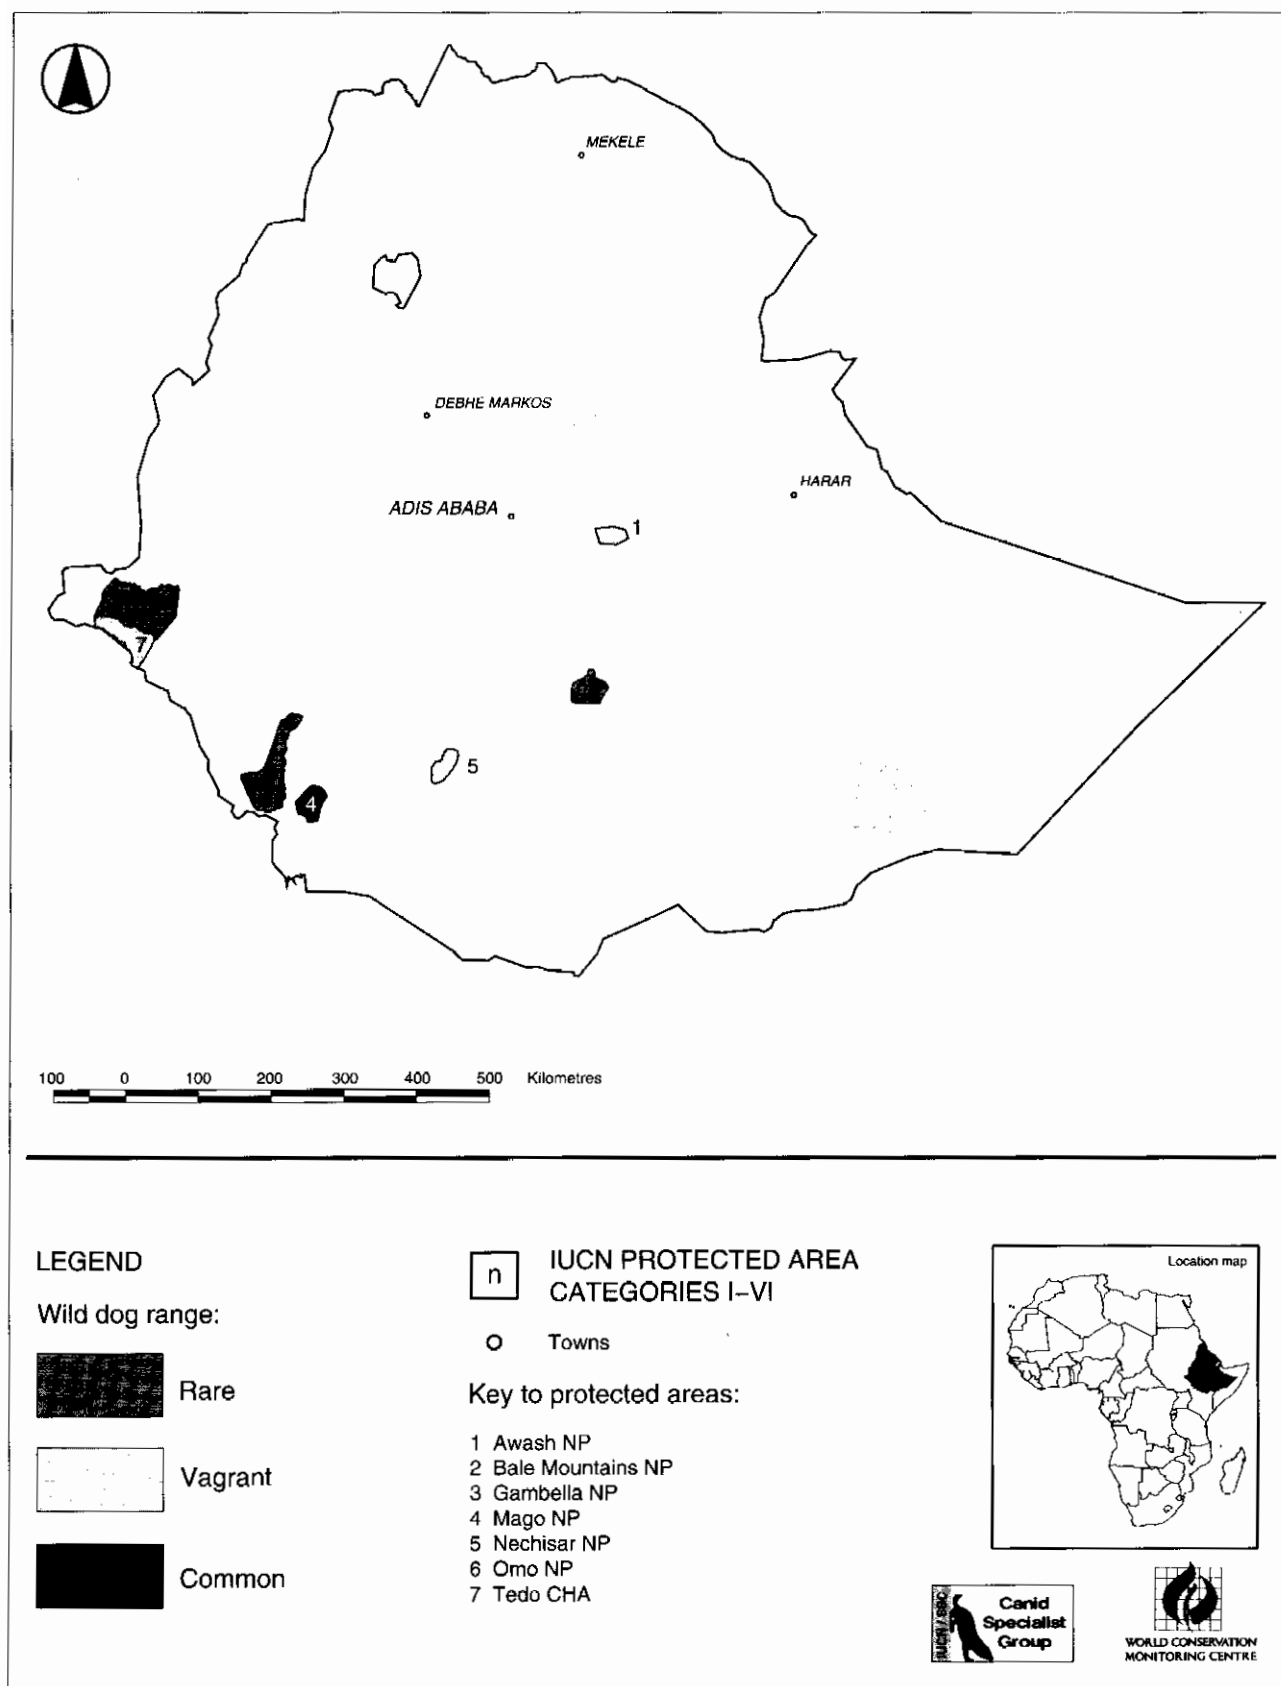 MEKELE
DEBHE MARKOS
HARAR
ADIS ABABA
1
7
5
4
100 0 100 200 300 400 500 Kilometres
LEGEND
Wild dog range:
Rare
Vagrant
Common
n
IUCN PROTECTED AREA
CATEGORIES I–VI
Towns
Key to protected areas:
1 Awash NP
2 Bale Mountains NP
3 Gambella NP
4 Mago NP
5 Nechisar NP
6 Omo NP
7 Tedo CHA
Location map
IUCN / SSC
Canid
Specialist
Group
WORLD CONSERVATION
MONITORING CENTRE